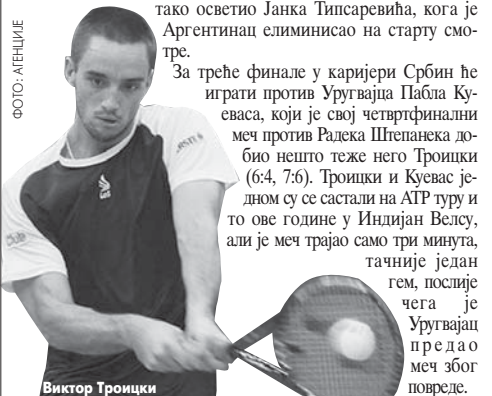 тако осветио Јанка Типсаревића, кога је
Аргентинац елиминисао на старту смо-
тре.
За треће финале у каријери Србин ће
играти против Уругвајца Пабла Ку-
еваса, који је свој четвртфинални
меч против Радека Штепанека до-
био нешто теже него Троицки
(6:4, 7:6). Троицки и Куевас је-
дном су се састали на АТР туру и
то ове године у Индијан Велсу,
али је меч трајао само три минута,
тачније један
гем, послије
чега је
Уругвајац
предао
меч због
повреде.
ФОТО: АГЕНЦИЈЕ
Виктор Троицки